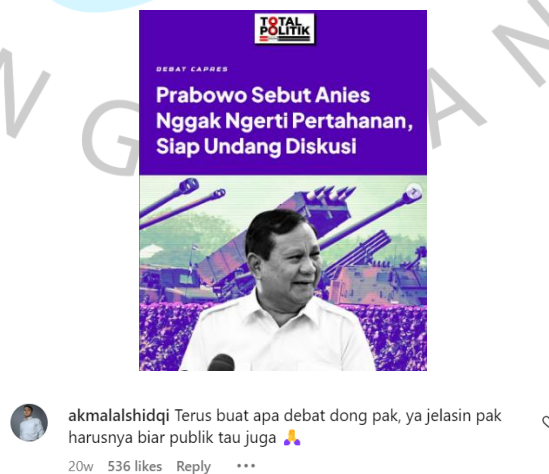 TOTAL
POLITIK
DEBAT CAPRES
Prabowo Sebut Anies
Nggak Ngerti Pertahanan,
Siap Undang Diskusi
akmalalshidqi Terus buat apa debat dong pak, ya jelasin pak
harusnya biar publik tau juga 🙏
20w 536 likes Reply •••